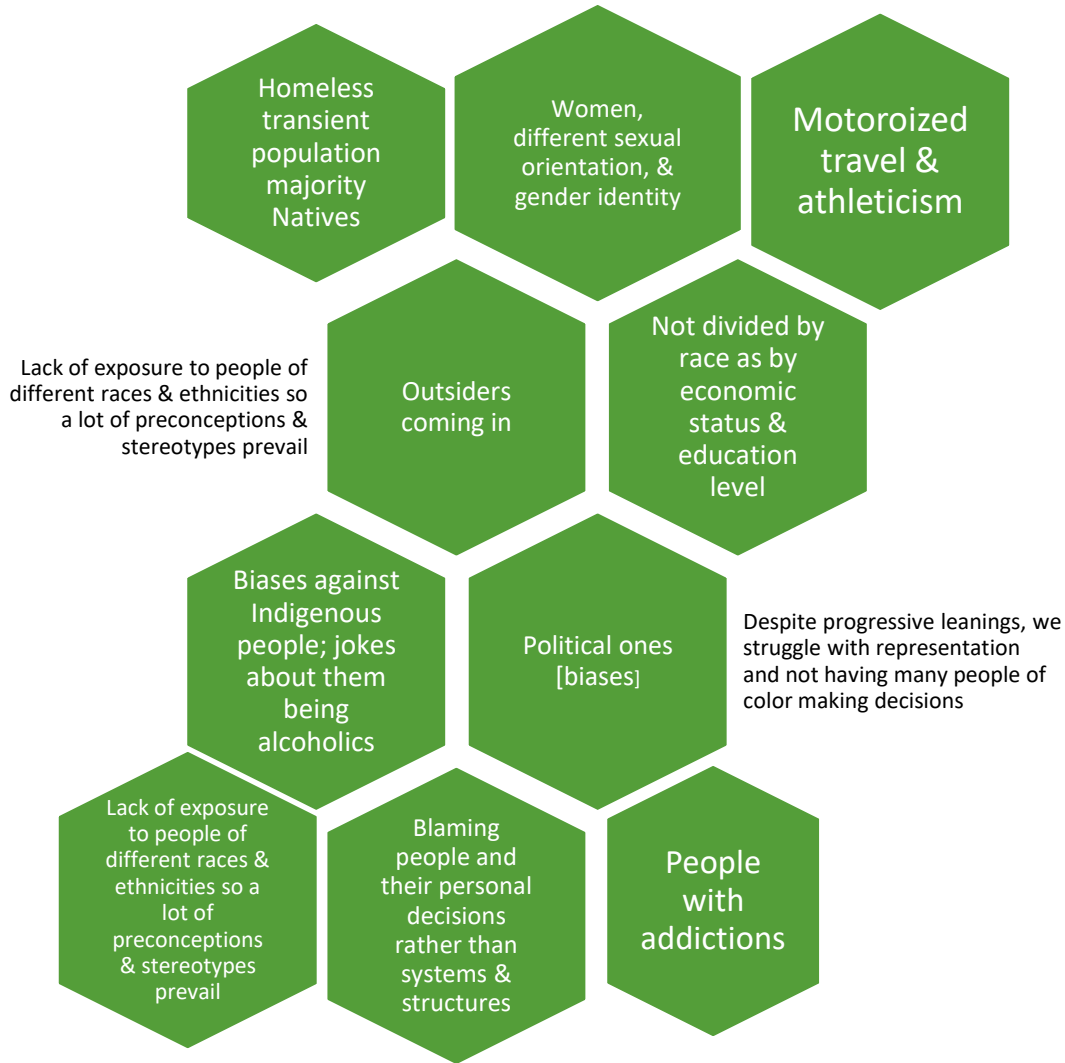 Homeless
transient
population
majority
Natives
Women,
different sexual
orientation, &
gender identity
Motoroized
travel &
athleticism
Lack of exposure to people of
different races & ethnicities so
a lot of preconceptions &
stereotypes prevail
Outsiders
coming in
Not divided by
race as by
economic
status &
education
level
Biases against
Indigenous
people; jokes
about them
being
alcoholics
Political ones
[biases]
Despite progressive leanings, we
struggle with representation
and not having many people of
color making decisions
Lack of exposure
to people of
different races &
ethnicities so a
lot of
preconceptions
& stereotypes
prevail
Blaming
people and
their personal
decisions
rather than
systems &
structures
People
with
addictions